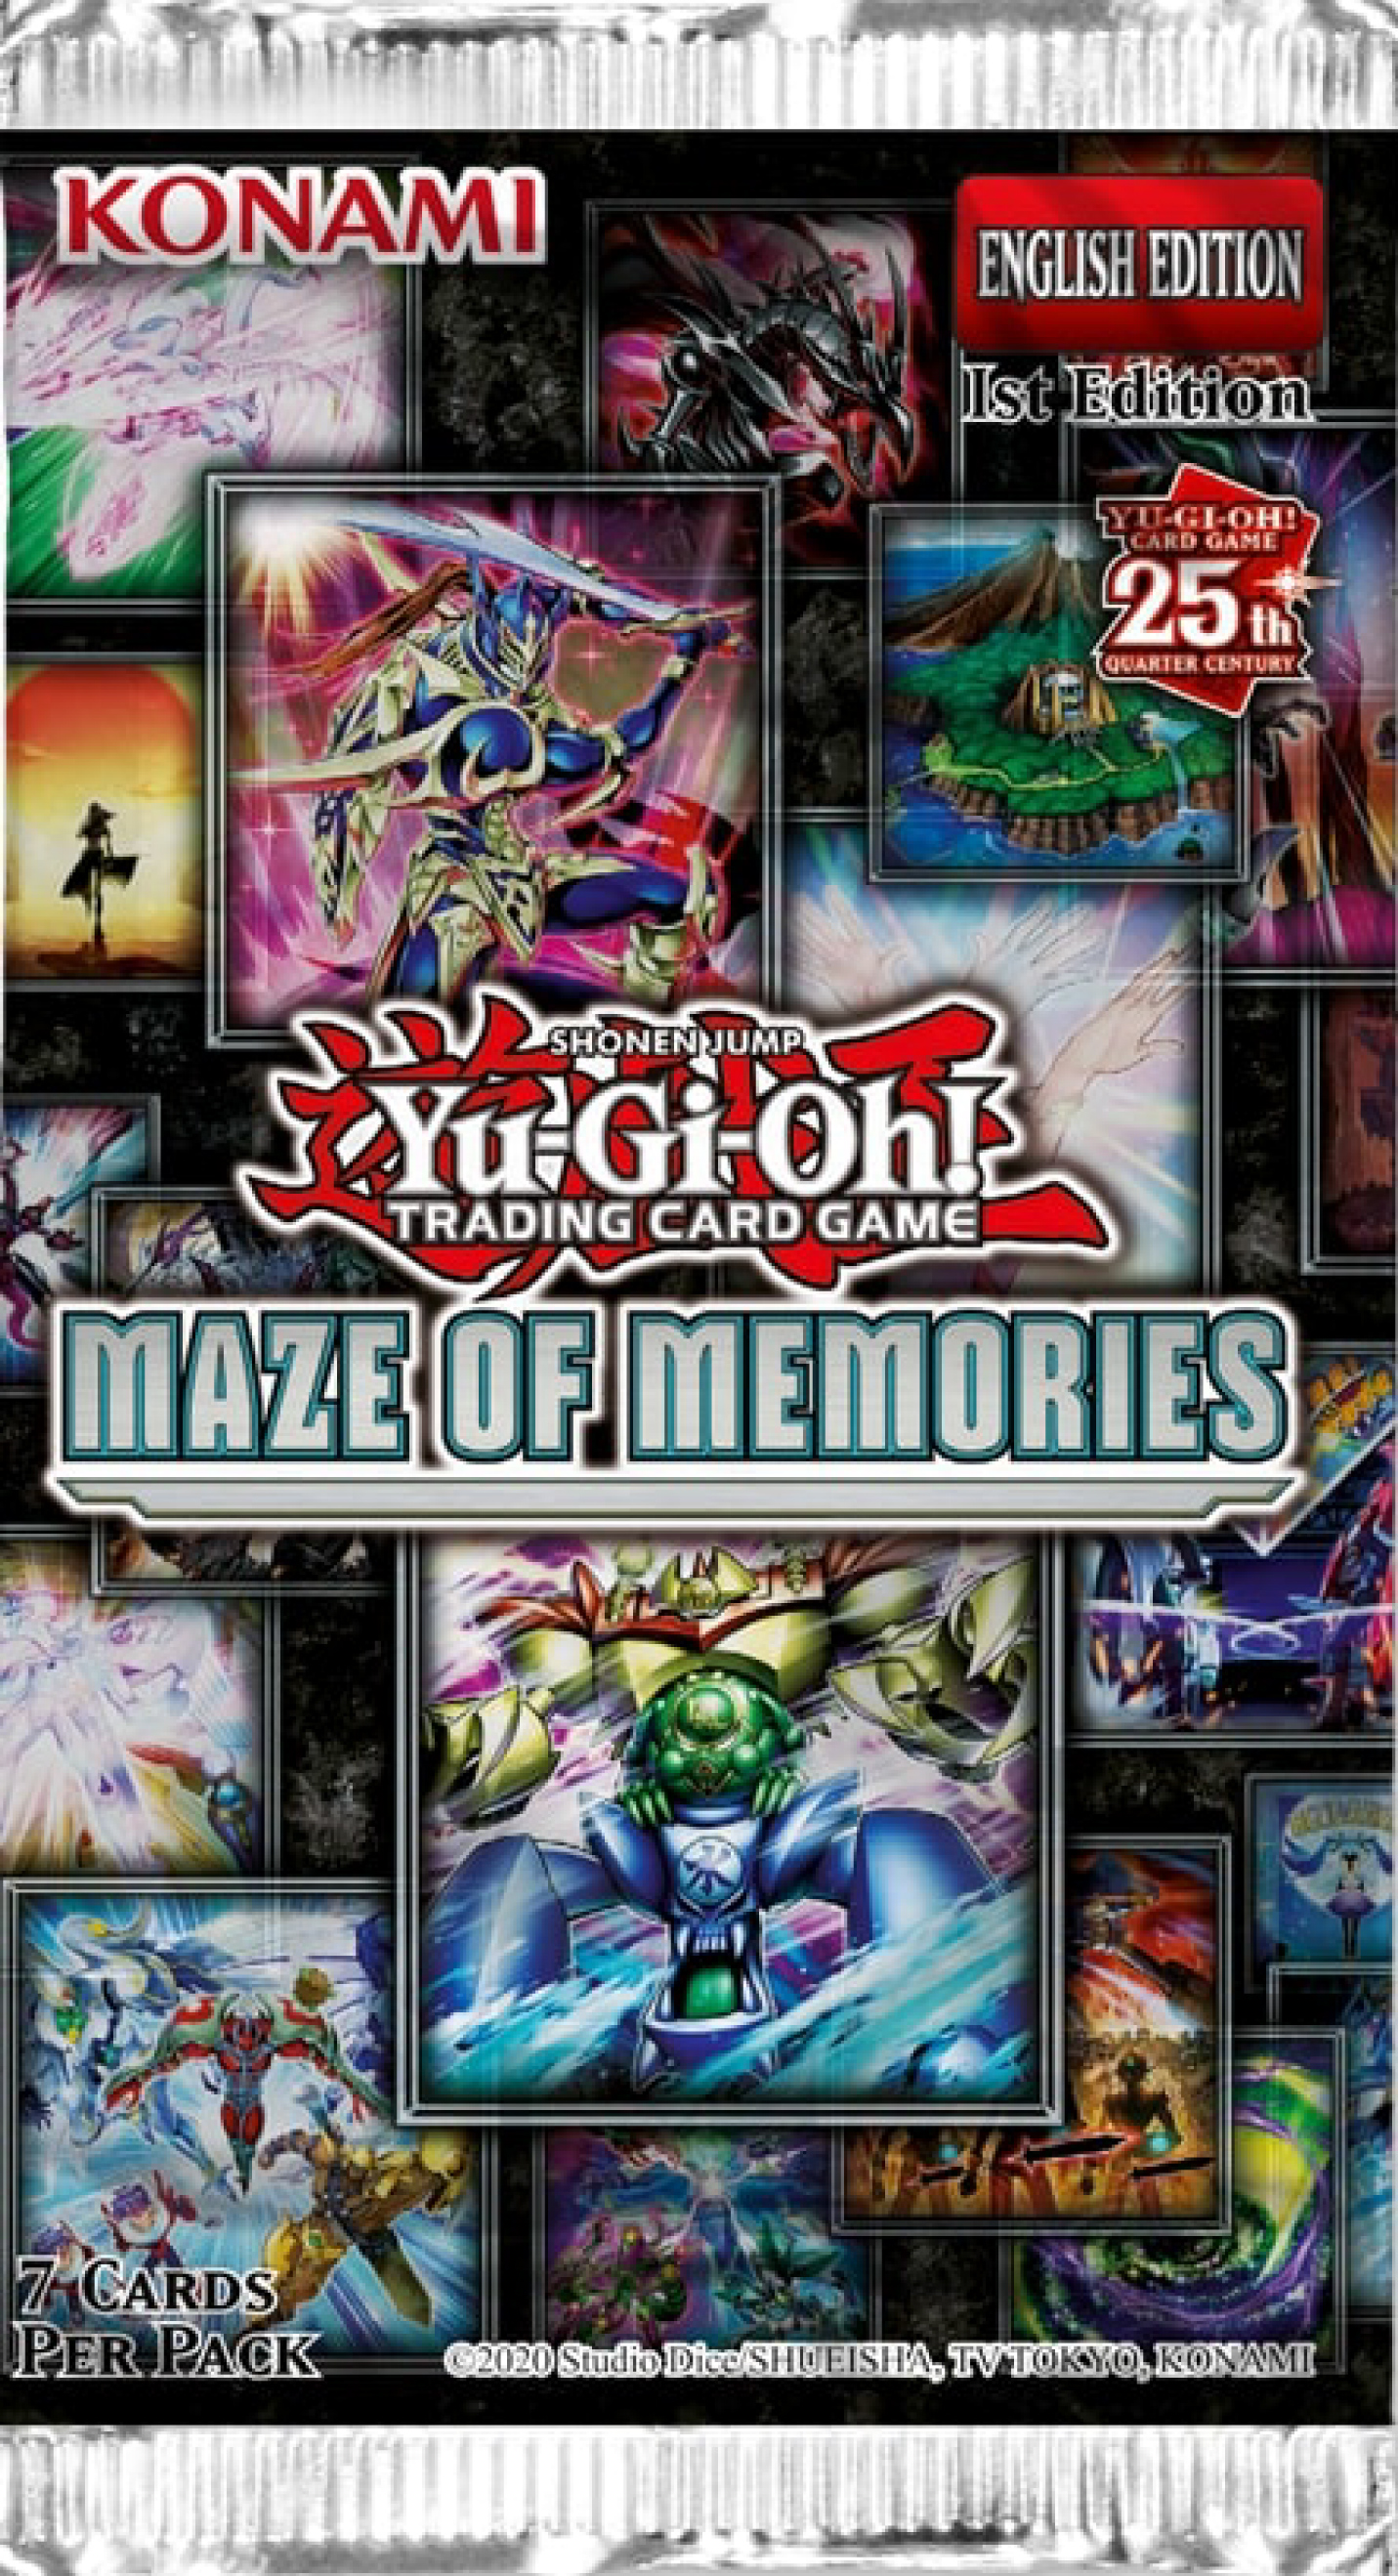 KONAMI
ENGLISH EDITION
1st Edition
YU-GI-OH!
CARD GAME
25th
QUARTER CENTURY
SHONEN JUMP
Yu-Gi-Oh!
TRADING CARD GAME
MAZE OF MEMORIES
7 CARDS
PER PACK
©2020 Studio Dice/SHUEISHA, TV TOKYO, KONAMI